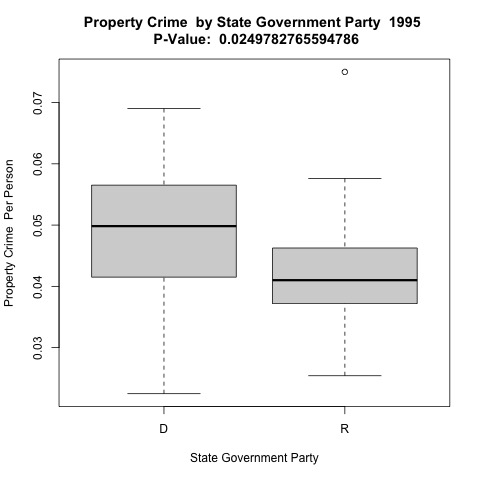 Property Crime  by State Government Party  1995
P-Value:  0.0249782765594786
Property Crime  Per Person
0.07
0.06
0.05
0.04
0.03
D
R
State Government Party